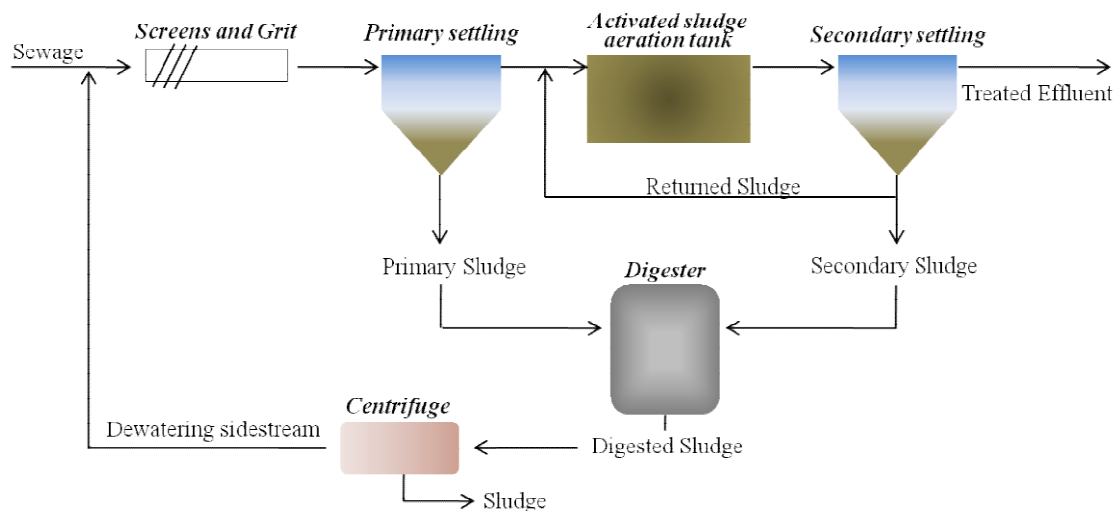 Activated sludge
aeration tank
Screens and Grit
Primary settling
Secondary settling
Sewage
Treated Effluent
Returned Sludge
Primary Sludge
Digester
Secondary Sludge
Centrifuge
Dewatering sidestream
Digested Sludge
Sludge